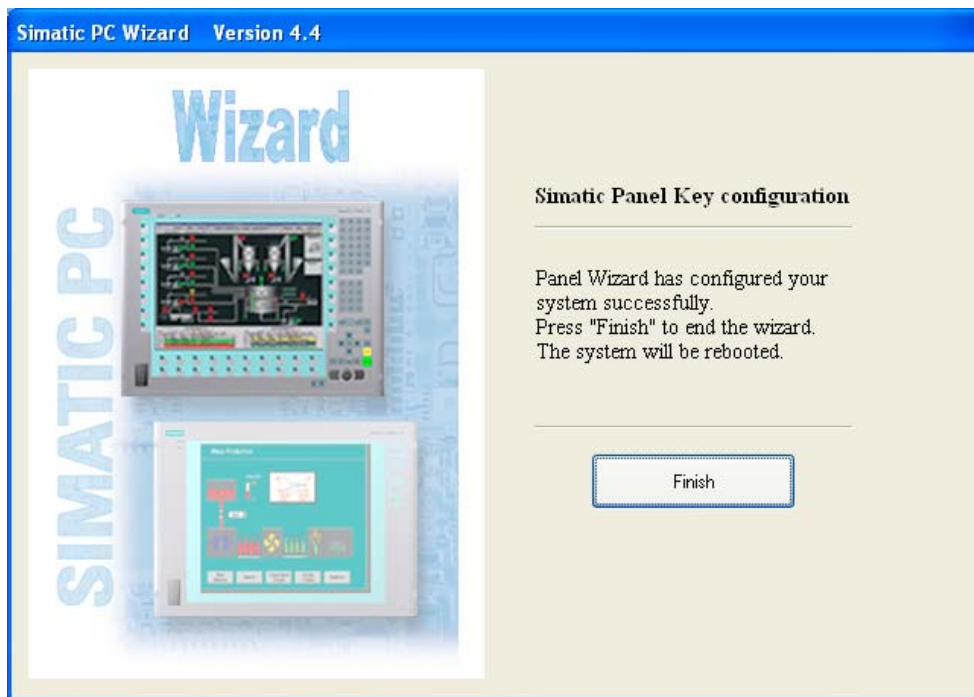 Simatic PC Wizard Version 4.4
Wizard
SIMATIC PC
Simatic Panel Key configuration
Panel Wizard has configured your
system successfully.
Press "Finish" to end the wizard.
The system will be rebooted.
Finish